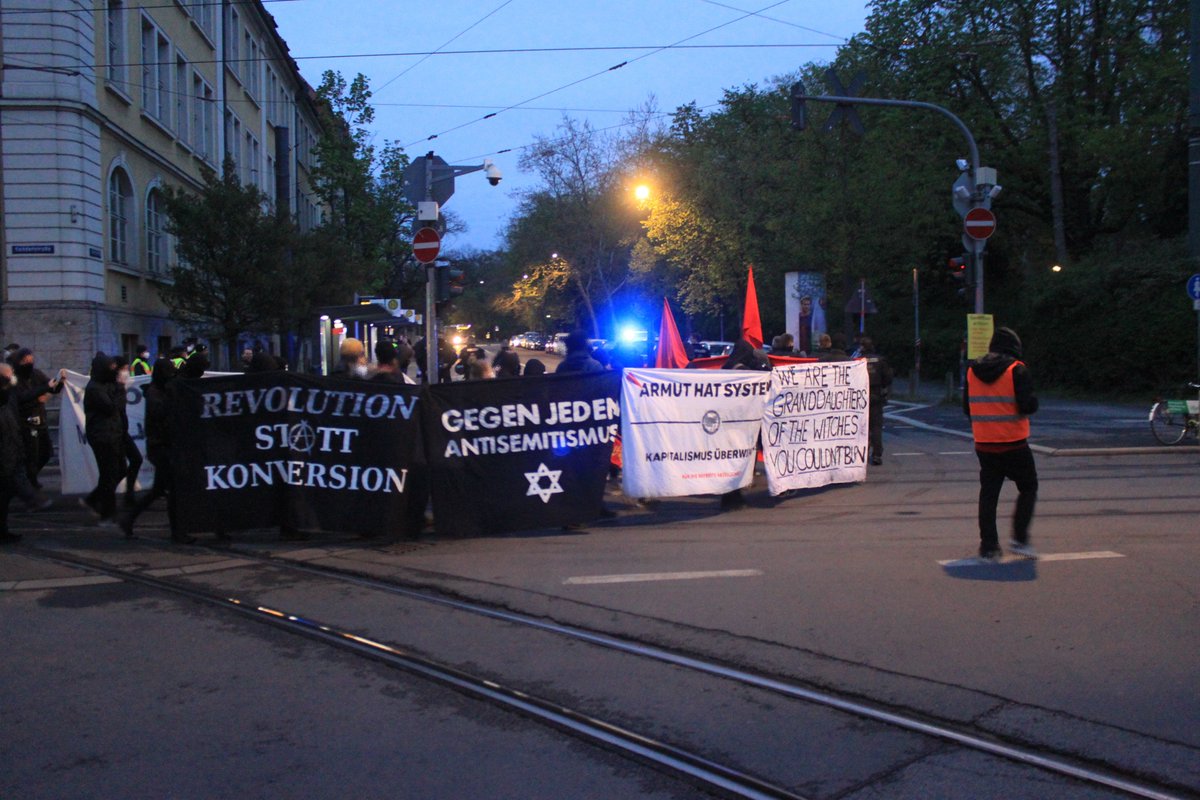 REVOLUTION
STATT
KONVERSION
GEGEN JEDEN
ANTISEMITISMUS
ARMUT HAT SYSTEM
KAPITALISMUS ÜBERWI
WE ARE THE
GRANDDAUGHTERS
OF THE WITCHES
YOU COULDN'T BURN